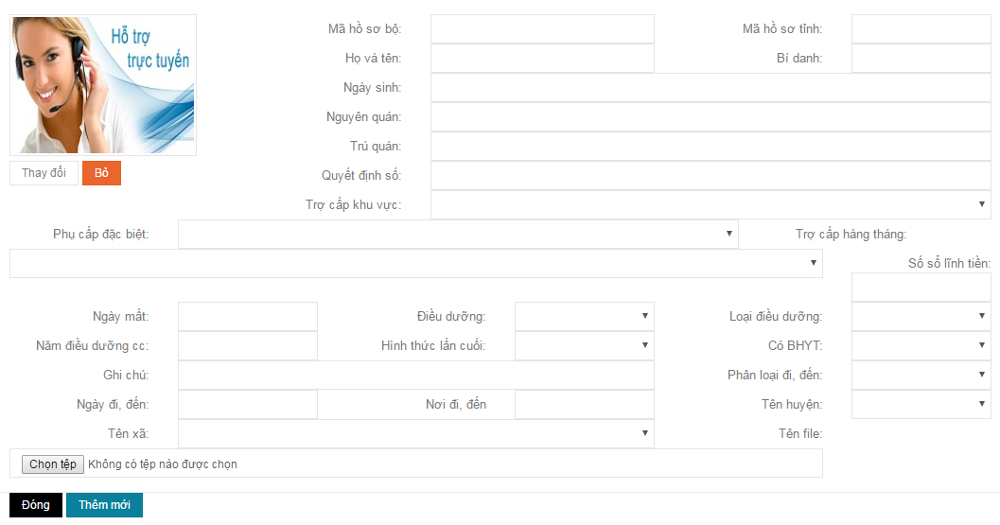 Hỗ trợ
trực tuyến
Thay đổi Bỏ
Mã hồ sơ bộ: Mã hồ sơ tỉnh:
Họ và tên: Bí danh:
Ngày sinh:
Nguyên quán:
Trú quán:
Quyết định số:
Trợ cấp khu vực:
Phụ cấp đặc biệt: Trợ cấp hàng tháng:
Số sổ lĩnh tiền:
Ngày mất: Điều dưỡng: Loại điều dưỡng:
Năm điều dưỡng cc: Hình thức lần cuối: Có BHYT:
Ghi chú: Phân loại đi, đến:
Ngày đi, đến: Nơi đi, đến Tên huyện:
Tên xã: Tên file:
Chọn tệp Không có tệp nào được chọn
Đóng Thêm mới